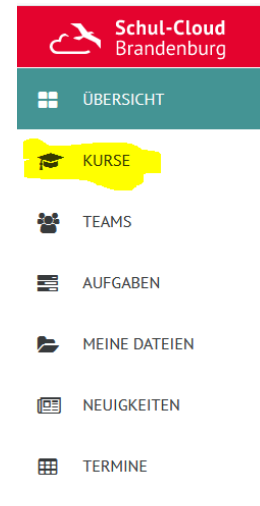 Schul-Cloud
Brandenburg
ÜBERSICHT
KURSE
TEAMS
AUFGABEN
MEINE DATEIEN
NEUIGKEITEN
TERMINE